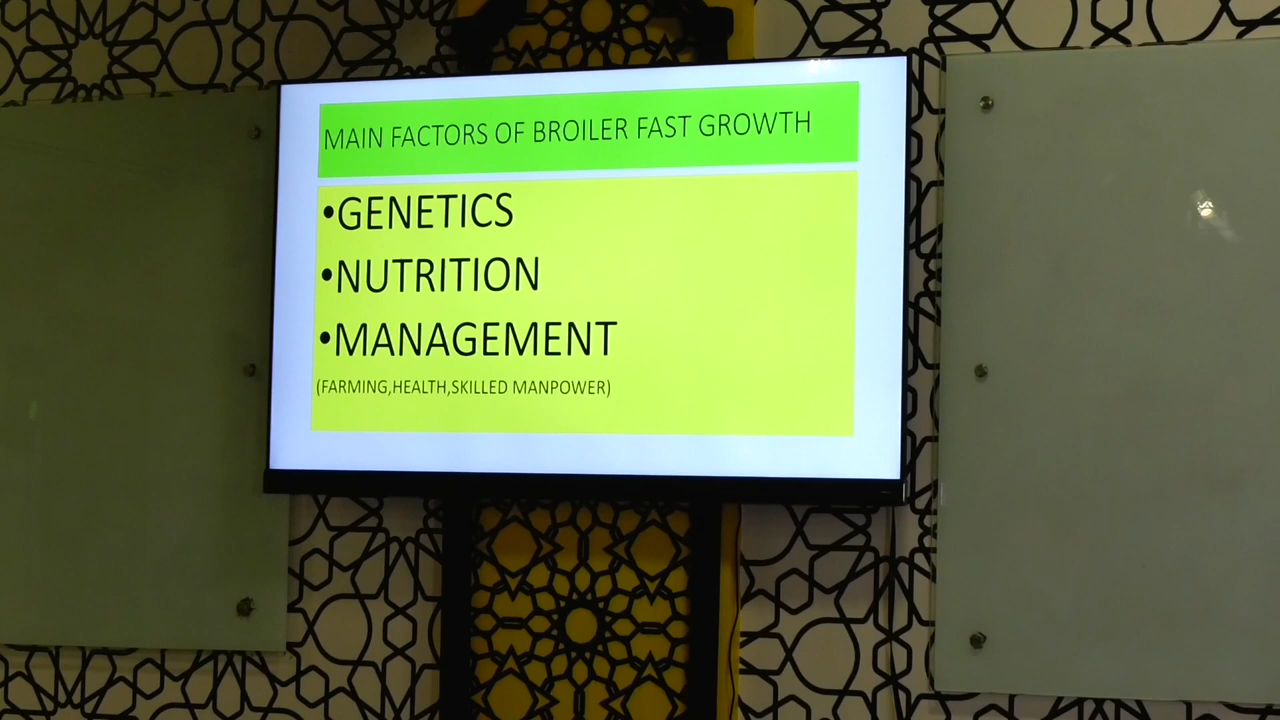 MAIN FACTORS OF BROILER FAST GROWTH
•GENETICS
•NUTRITION
•MANAGEMENT
(FARMING,HEALTH,SKILLED MANPOWER)